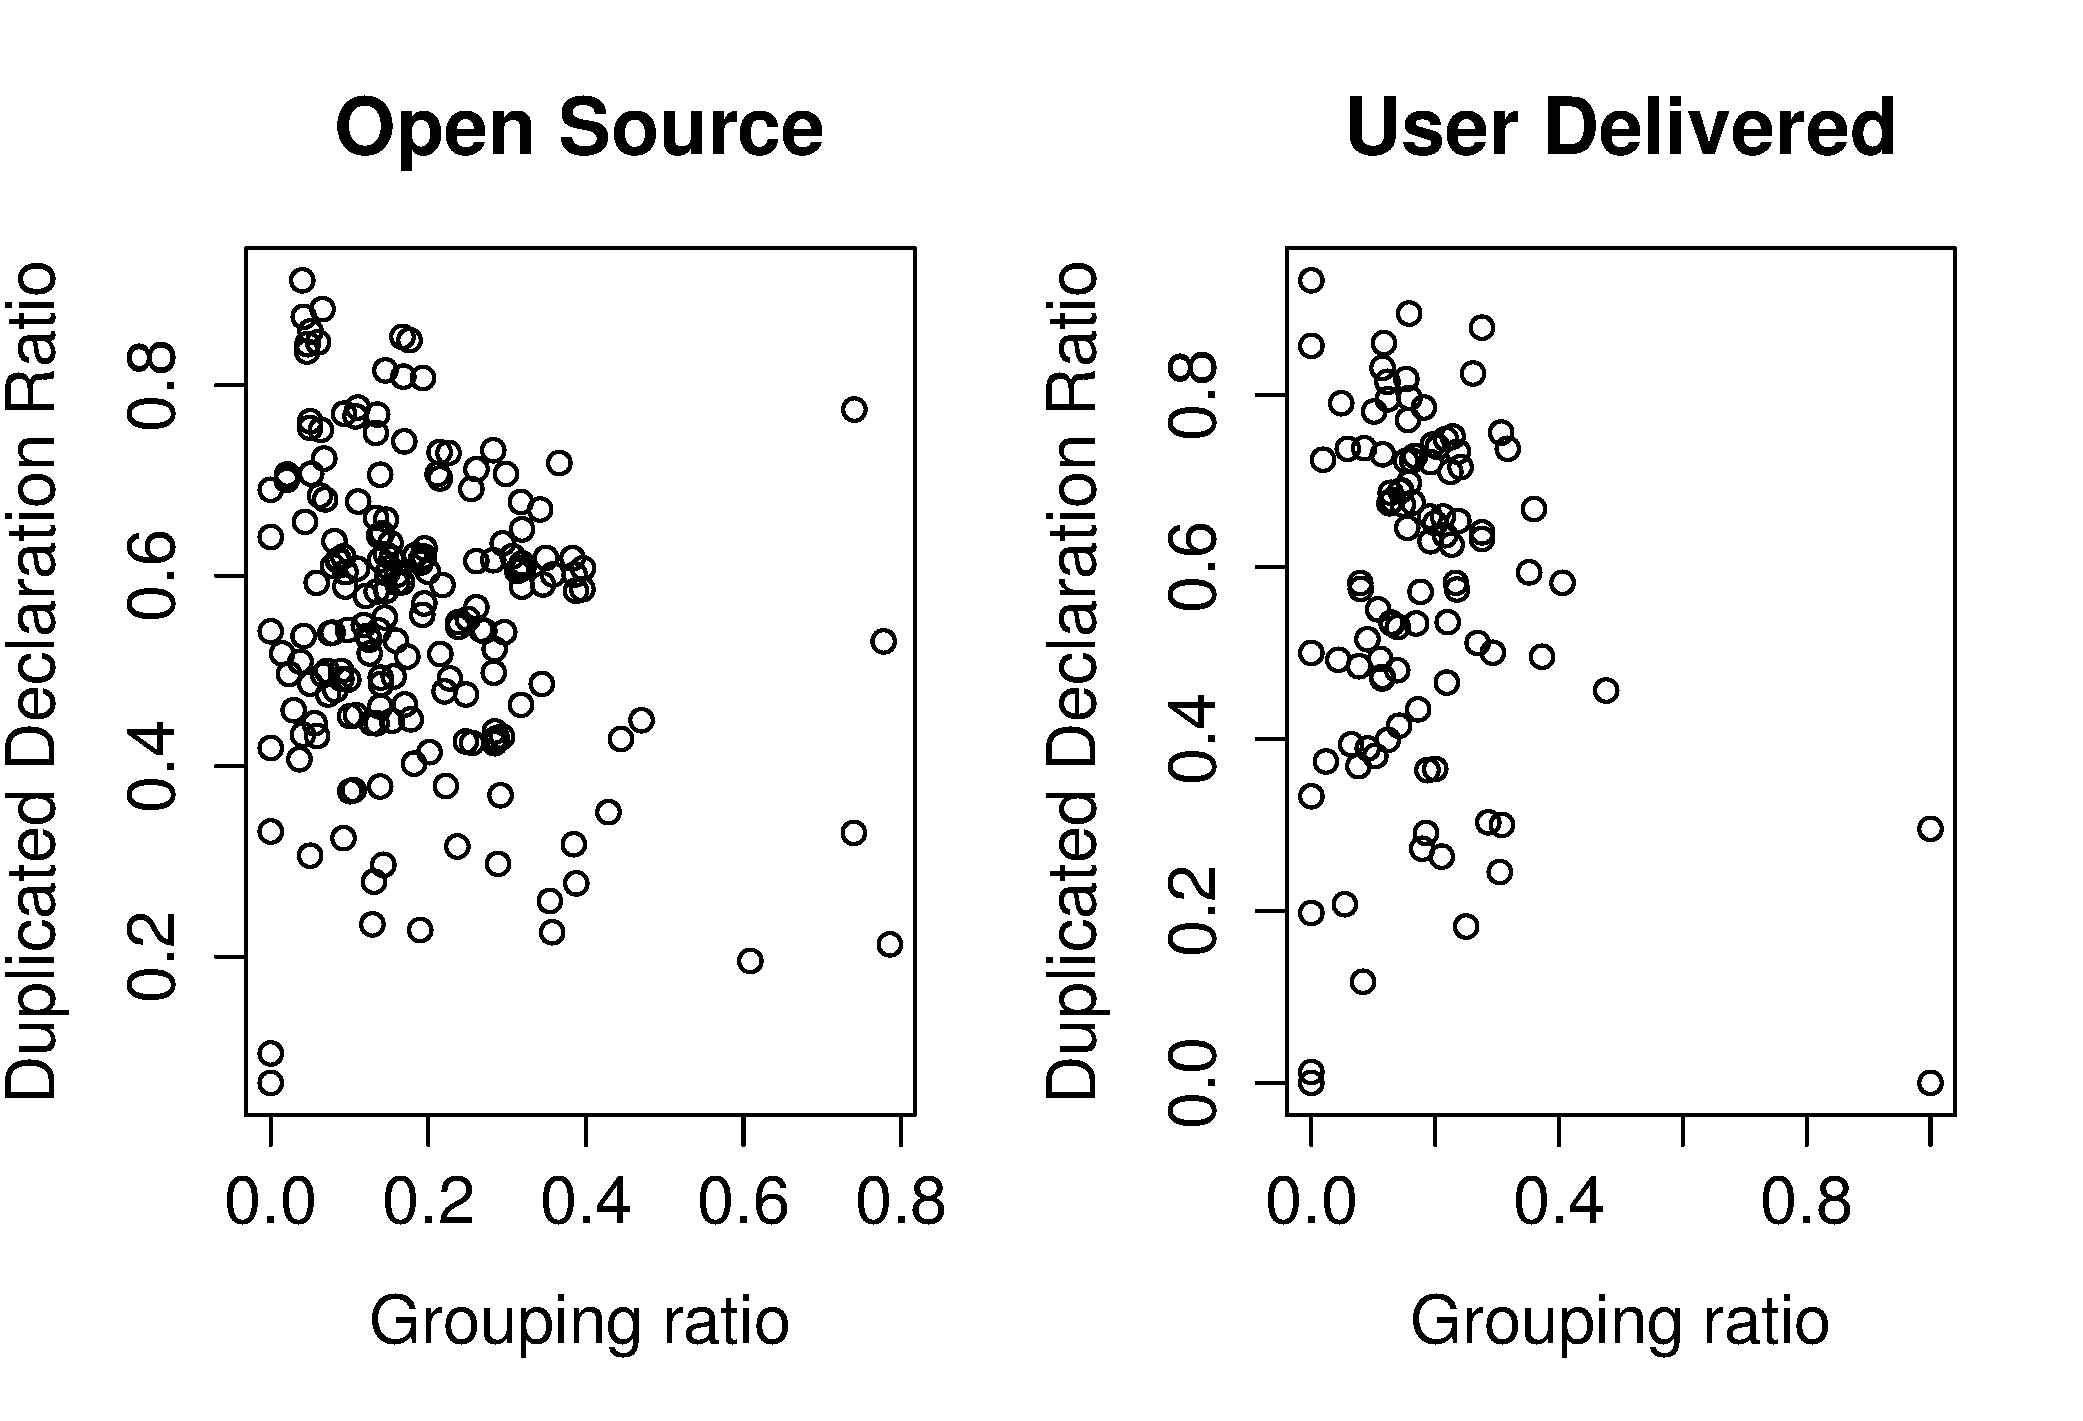 Open Source
Duplicated Declaration Ratio
0.8
0.6
0.4
0.2
0.0 0.2 0.4 0.6 0.8
Grouping ratio
User Delivered
Duplicated Declaration Ratio
0.8
0.6
0.4
0.2
0.0
0.0 0.4 0.8
Grouping ratio